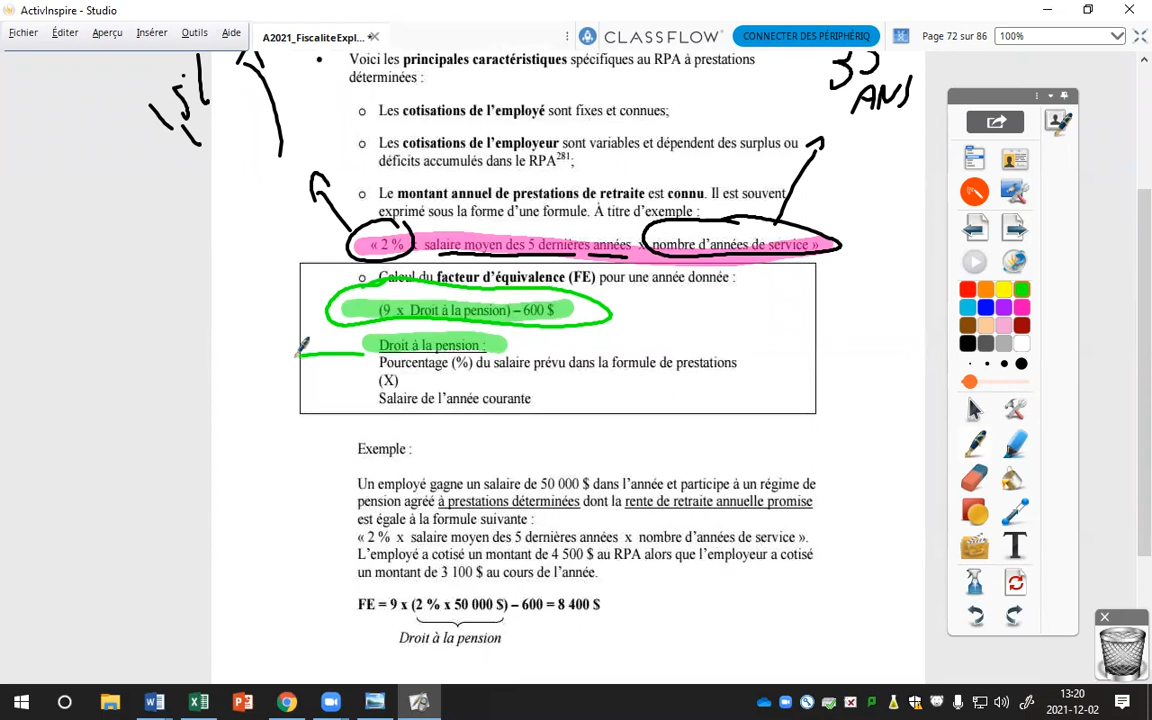 ActivInspire - Studio
Fichier Éditer Aperçu Insérer Outils Aide
A2021_FiscaliteExpl...
CLASSFLOW
CONNECTER DES PÉRIPHÉRIQ
Page 72 sur 86
100%
Voici les principales caractéristiques spécifiques au RPA à prestations
déterminées :
35
ANS
Les cotisations de l'employé sont fixes et connues;
Les cotisations de l'employeur sont variables et dépendent des surplus ou
déficits accumulés dans le RPA281;
Le montant annuel de prestations de retraite est connu. Il est souvent
exprimé sous la forme d'une formule. À titre d'exemple :
« 2 % x salaire moyen des 5 dernières années x nombre d'années de service »
Calcul du facteur d'équivalence (FE) pour une année donnée :
(9 x Droit à la pension) – 600 $
Droit à la pension :
Pourcentage (%) du salaire prévu dans la formule de prestations
(X)
Salaire de l'année courante
Exemple :
Un employé gagne un salaire de 50 000 $ dans l'année et participe à un régime de
pension agréé à prestations déterminées dont la rente de retraite annuelle promise
est égale à la formule suivante :
« 2 % x salaire moyen des 5 dernières années x nombre d'années de service ».
L'employé a cotisé un montant de 4 500 $ au RPA alors que l'employeur a cotisé
un montant de 3 100 $ au cours de l'année.
FE = 9 x (2 % x 50 000 $) – 600 = 8 400 $
Droit à la pension
13:20
2021-12-02